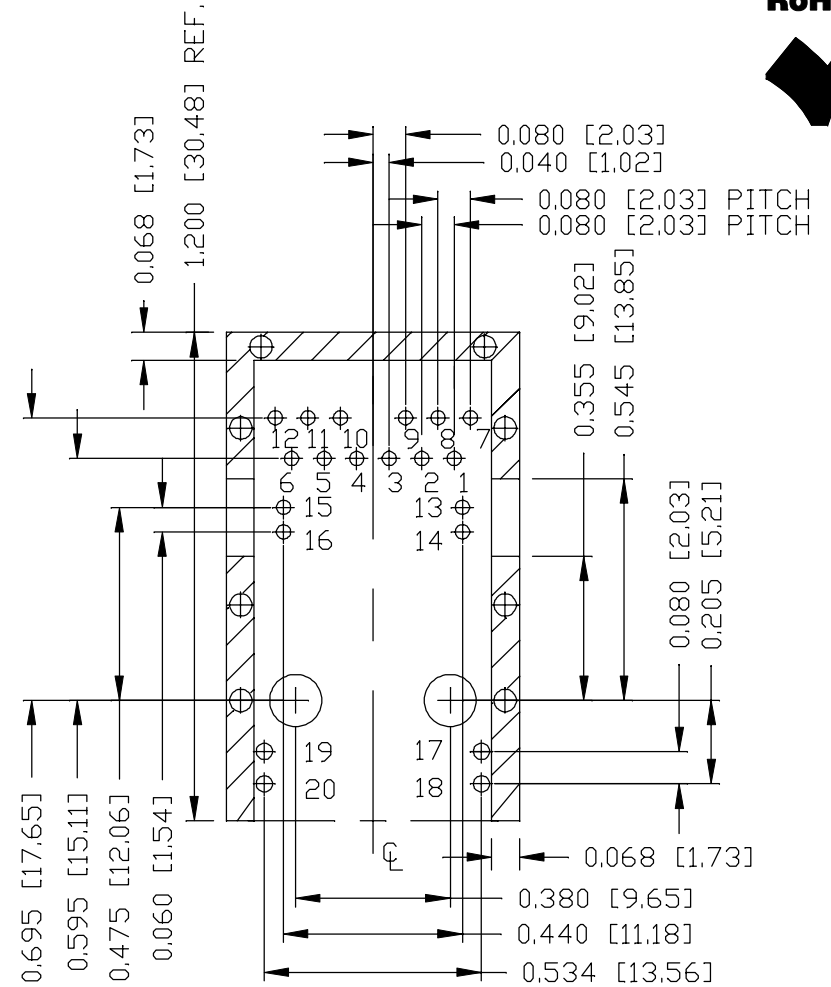 RoH
0.080 [2.03]
0.040 [1.02]
0.080 [2.03] PITCH
0.080 [2.03] PITCH
0.068 [1.73]
1.200 [30.48] REF.
0.355 [9.02]
0.545 [13.85]
12 11 10 9 8 7
6 5 4 3 2 1
15 13
16 14
0.080 [2.03]
0.205 [5.21]
19 17
20 18
0.695 [17.65]
0.595 [15.11]
0.475 [12.06]
0.060 [1.54]
CL
0.068 [1.73]
0.380 [9.65]
0.440 [11.18]
0.534 [13.56]